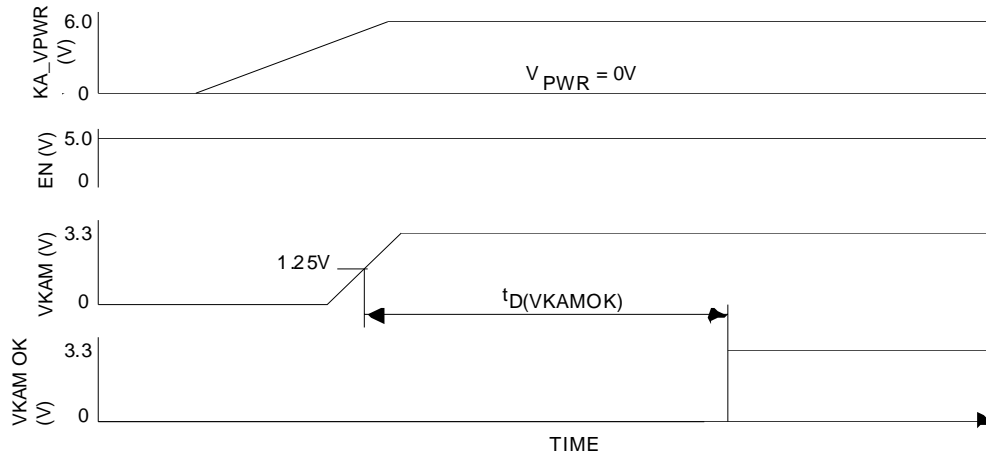 KA_VPWR
(V)
6.0
0
V PWR = 0V
EN (V)
5.0
0
VKAM (V)
3.3
1.25V
0
tD(VKAMOK)
VKAM OK
(V)
3.3
0
TIME